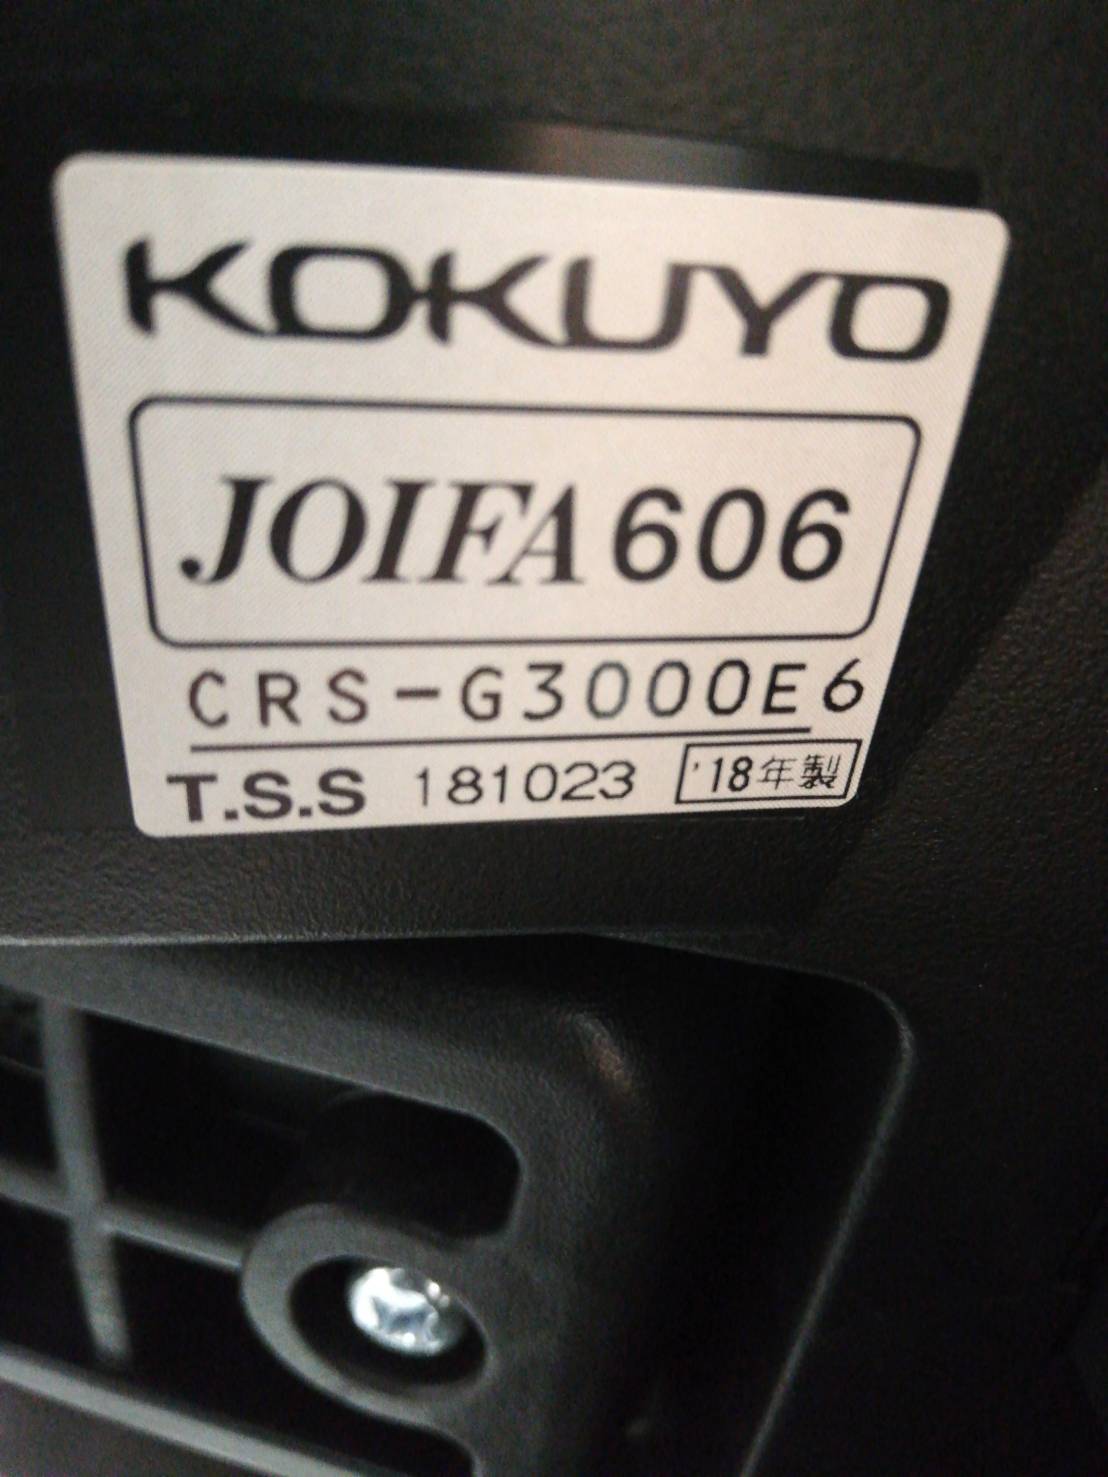 KOKUYO
JOIFA606
CRS-G3000E6
T.S.S 181023 '18年製